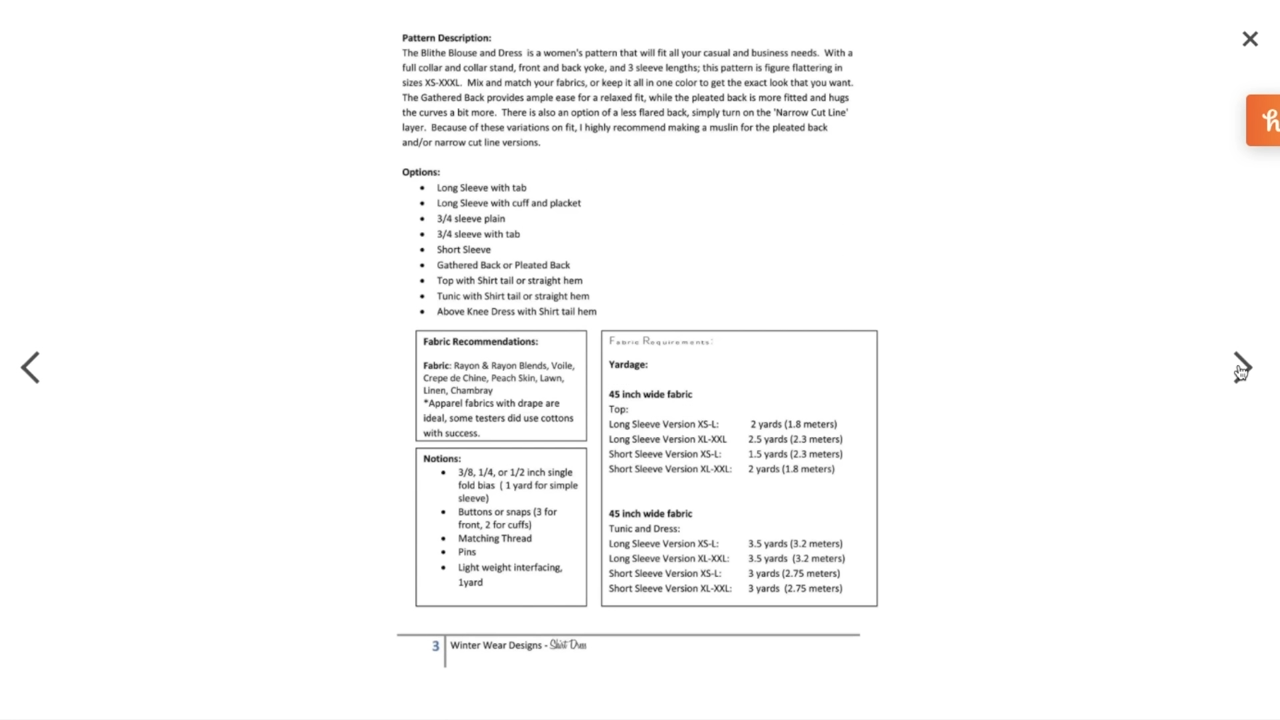 Pattern Description:
The Blithe Blouse and Dress is a women's pattern that will fit all your casual and business needs. With a
full collar and collar stand, front and back yoke, and 3 sleeve lengths; this pattern is figure flattering in
sizes XS-XXXL. Mix and match your fabrics, or keep it all in one color to get the exact look that you want.
The Gathered Back provides ample ease for a relaxed fit, while the pleated back is more fitted and hugs
the curves a bit more. There is also an option of a less flared back, simply turn on the 'Narrow Cut Line'
layer. Because of these variations on fit, I highly recommend making a muslin for the pleated back
and/or narrow cut line versions.
Options:
• Long Sleeve with tab
• Long Sleeve with cuff and placket
• 3/4 sleeve plain
• 3/4 sleeve with tab
• Short Sleeve
• Gathered Back or Pleated Back
• Top with Shirt tail or straight hem
• Tunic with Shirt tail or straight hem
• Above Knee Dress with Shirt tail hem
Fabric Recommendations:
Fabric: Rayon & Rayon Blends, Voile,
Crepe de Chine, Peach Skin, Lawn,
Linen, Chambray
*Apparel fabrics with drape are
ideal, some testers did use cottons
with success.
Notions:
• 3/8, 1/4, or 1/2 inch single
fold bias ( 1 yard for simple
sleeve)
• Buttons or snaps (3 for
front, 2 for cuffs)
• Matching Thread
• Pins
• Light weight interfacing,
1yard
Fabric Requirements:
Yardage:
45 inch wide fabric
Top:
Long Sleeve Version XS-L: 2 yards (1.8 meters)
Long Sleeve Version XL-XXL 2.5 yards (2.3 meters)
Short Sleeve Version XS-L: 1.5 yards (2.3 meters)
Short Sleeve Version XL-XXL: 2 yards (1.8 meters)
45 inch wide fabric
Tunic and Dress:
Long Sleeve Version XS-L: 3.5 yards (3.2 meters)
Long Sleeve Version XL-XXL: 3.5 yards (3.2 meters)
Short Sleeve Version XS-L: 3 yards (2.75 meters)
Short Sleeve Version XL-XXL: 3 yards (2.75 meters)
3 Winter Wear Designs - Shirt Dress
h